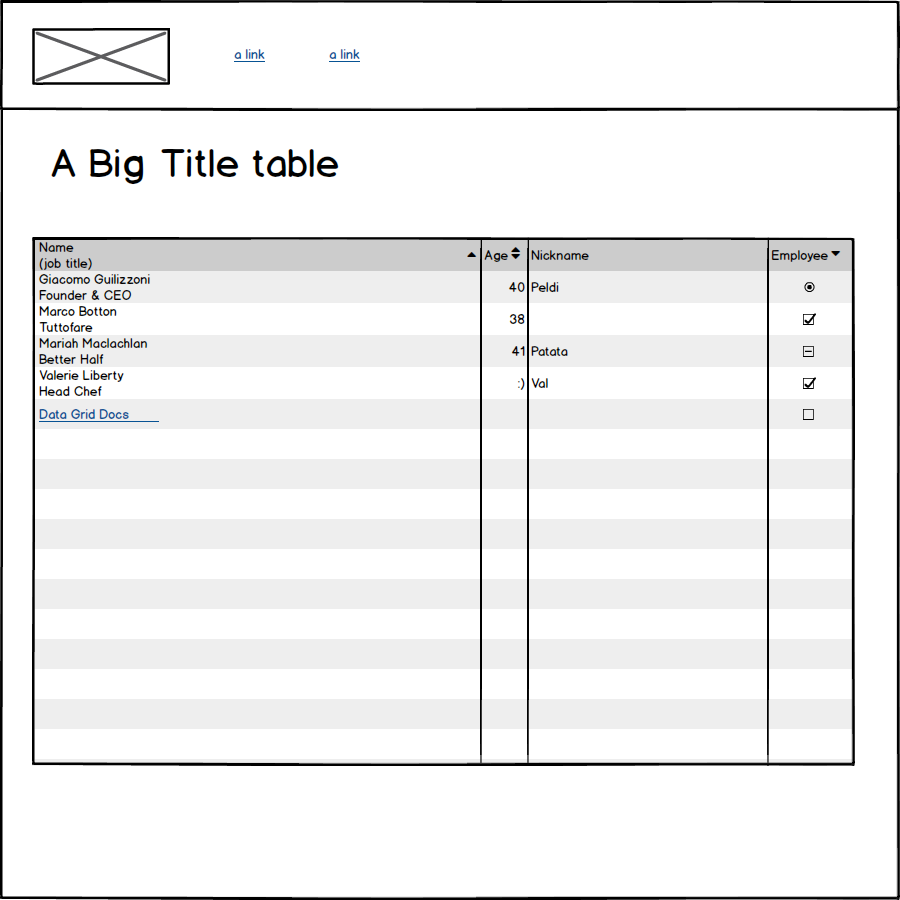 a link a link
A Big Title table
Name
(job title)
Age Nickname Employee
Giacomo Guilizzoni
Founder & CEO
40 Peldi
Marco Botton
Tuttofare
38
Mariah Maclachlan
Better Half
41 Patata
Valerie Liberty
Head Chef
:) Val
Data Grid Docs